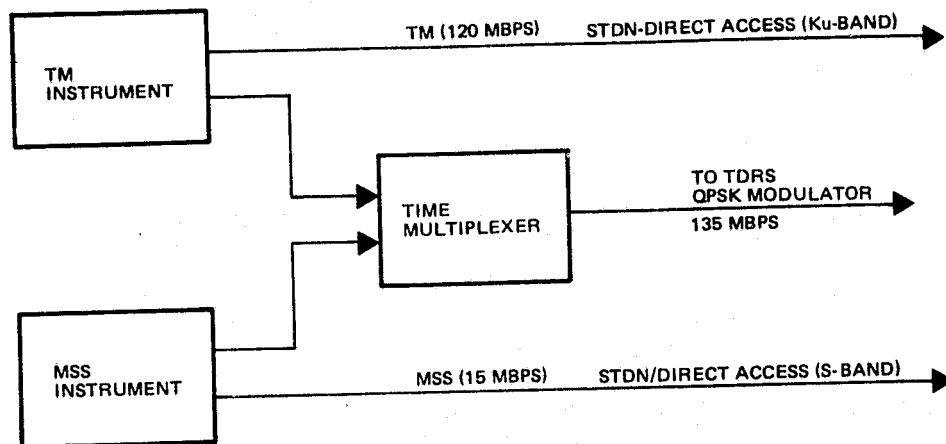 TM (120 MBPS) STDN-DIRECT ACCESS (Ku-BAND)
TM
INSTRUMENT
TO TDRS
QPSK MODULATOR
135 MBPS
TIME
MULTIPLEXER
MSS
INSTRUMENT
MSS (15 MBPS) STDN/DIRECT ACCESS (S-BAND)